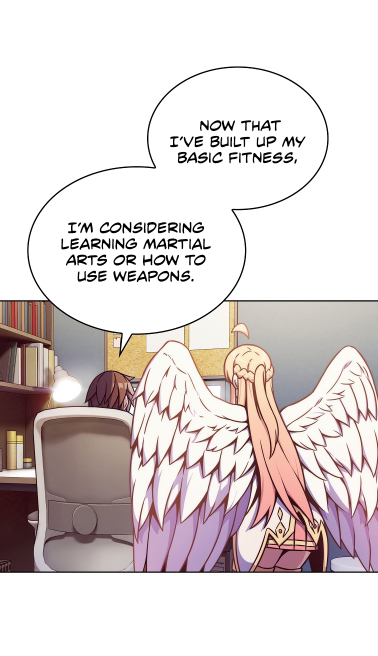 NOW THAT
I'VE BUILT UP MY
BASIC FITNESS,
I'M CONSIDERING
LEARNING MARTIAL
ARTS OR HOW TO
USE WEAPONS.